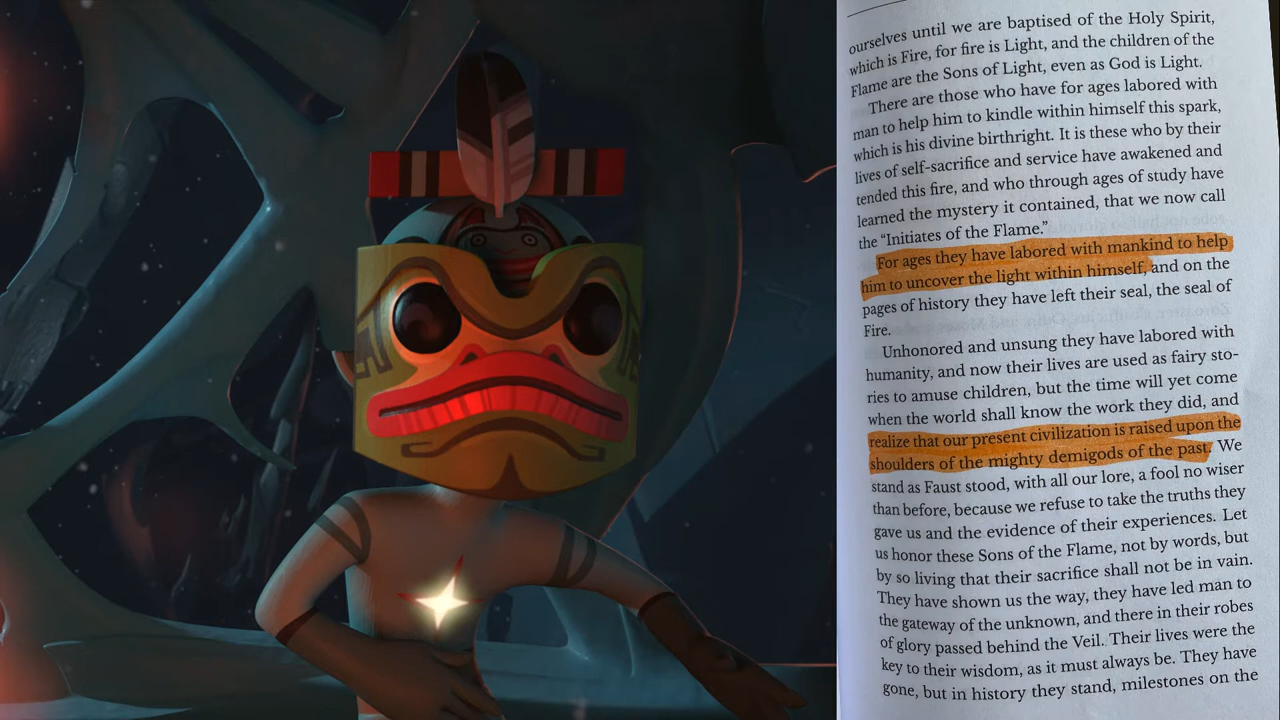 ourselves until we are baptised of the Holy Spirit,
which is Fire, for fire is Light, and the children of the
Flame are the Sons of Light, even as God is Light.
There are those who have for ages labored with
man to help him to kindle within himself this spark,
which is his divine birthright. It is these who by their
lives of self-sacrifice and service have awakened and
tended this fire, and who through ages of study have
learned the mystery it contained, that we now call
the “Initiates of the Flame.”
For ages they have labored with mankind to help
him to uncover the light within himself, and on the
pages of history they have left their seal, the seal of
Fire.
Unhonored and unsung they have labored with
humanity, and now their lives are used as fairy sto-
ries to amuse children, but the time will yet come
when the world shall know the work they did, and
realize that our present civilization is raised upon the
shoulders of the mighty demigods of the past. We
stand as Faust stood, with all our lore, a fool no wiser
than before, because we refuse to take the truths they
gave us and the evidence of their experiences. Let
us honor these Sons of the Flame, not by words, but
by so living that their sacrifice shall not be in vain.
They have shown us the way, they have led man to
the gateway of the unknown, and there in their robes
of glory passed behind the Veil. Their lives were the
key to their wisdom, as it must always be. They have
gone, but in history they stand, milestones on the